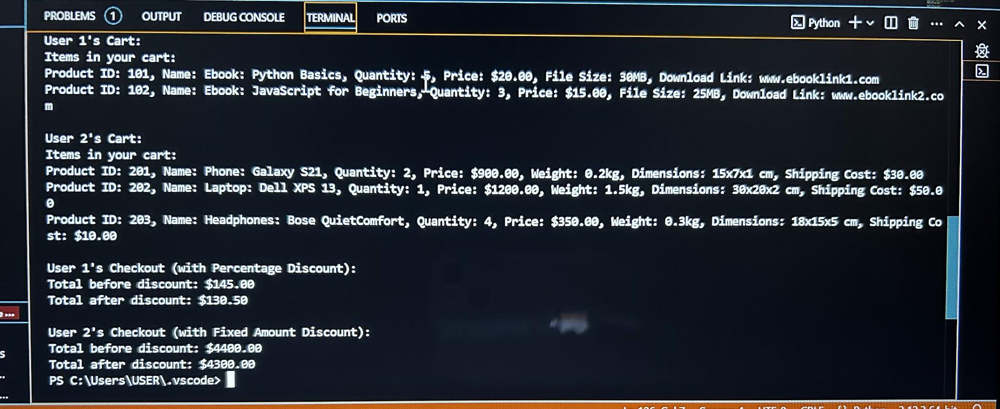 PROBLEMS 1 OUTPUT DEBUG CONSOLE TERMINAL PORTS Python
User 1's Cart:
Items in your cart:
Product ID: 101, Name: Ebook: Python Basics, Quantity: 5, Price: $20.00, File Size: 30MB, Download Link: www.ebooklink1.com
Product ID: 102, Name: Ebook: JavaScript for Beginners, Quantity: 3, Price: $15.00, File Size: 25MB, Download Link: www.ebooklink2.co
m
User 2's Cart:
Items in your cart:
Product ID: 201, Name: Phone: Galaxy S21, Quantity: 2, Price: $900.00, Weight: 0.2kg, Dimensions: 15x7x1 cm, Shipping Cost: $30.00
Product ID: 202, Name: Laptop: Dell XPS 13, Quantity: 1, Price: $1200.00, Weight: 1.5kg, Dimensions: 30x20x2 cm, Shipping Cost: $50.0
0
Product ID: 203, Name: Headphones: Bose QuietComfort, Quantity: 4, Price: $350.00, Weight: 0.3kg, Dimensions: 18x15x5 cm, Shipping Co
st: $10.00
User 1's Checkout (with Percentage Discount):
Total before discount: $145.00
Total after discount: $130.50
e...
User 2's Checkout (with Fixed Amount Discount):
Total before discount: $4400.00
s
Total after discount: $4300.00
PS C:\Users\USER\.vscode>